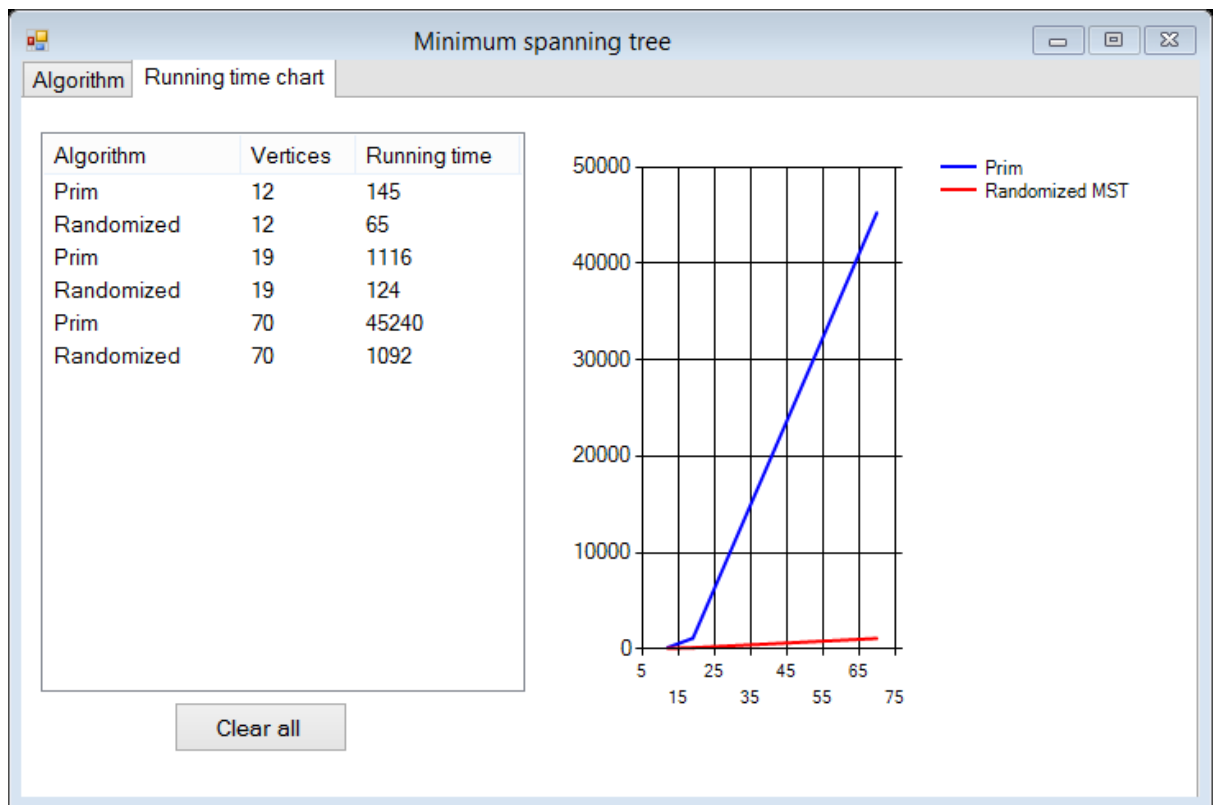 Minimum spanning tree
Algorithm Running time chart
Algorithm Vertices Running time
Prim 12 145
Randomized 12 65
Prim 19 1116
Randomized 19 124
Prim 70 45240
Randomized 70 1092
Clear all
50000
40000
30000
20000
10000
0
5 25 45 65
15 35 55 75
Prim
Randomized MST